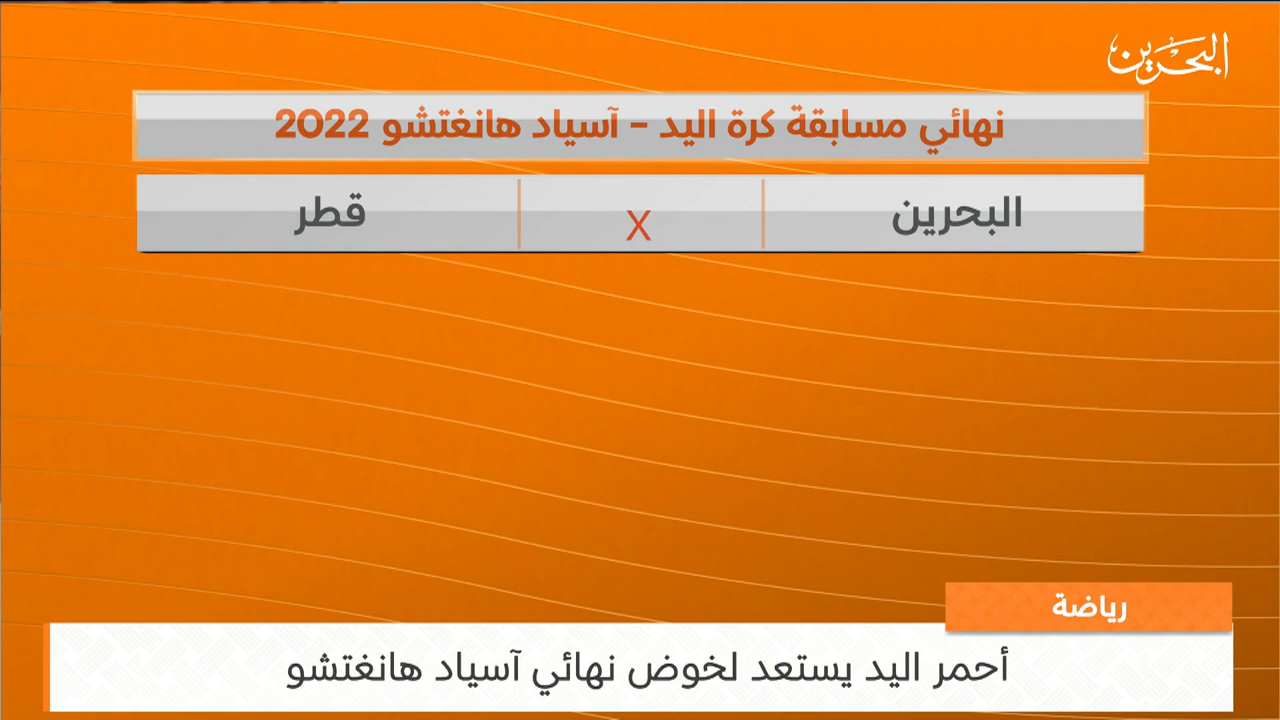 البحرين
نهائي مسابقة كرة اليد - آسياد هانغتشو 2022
البحرين X قطر
رياضة
أحمر اليد يستعد لخوض نهائي آسياد هانغتشو